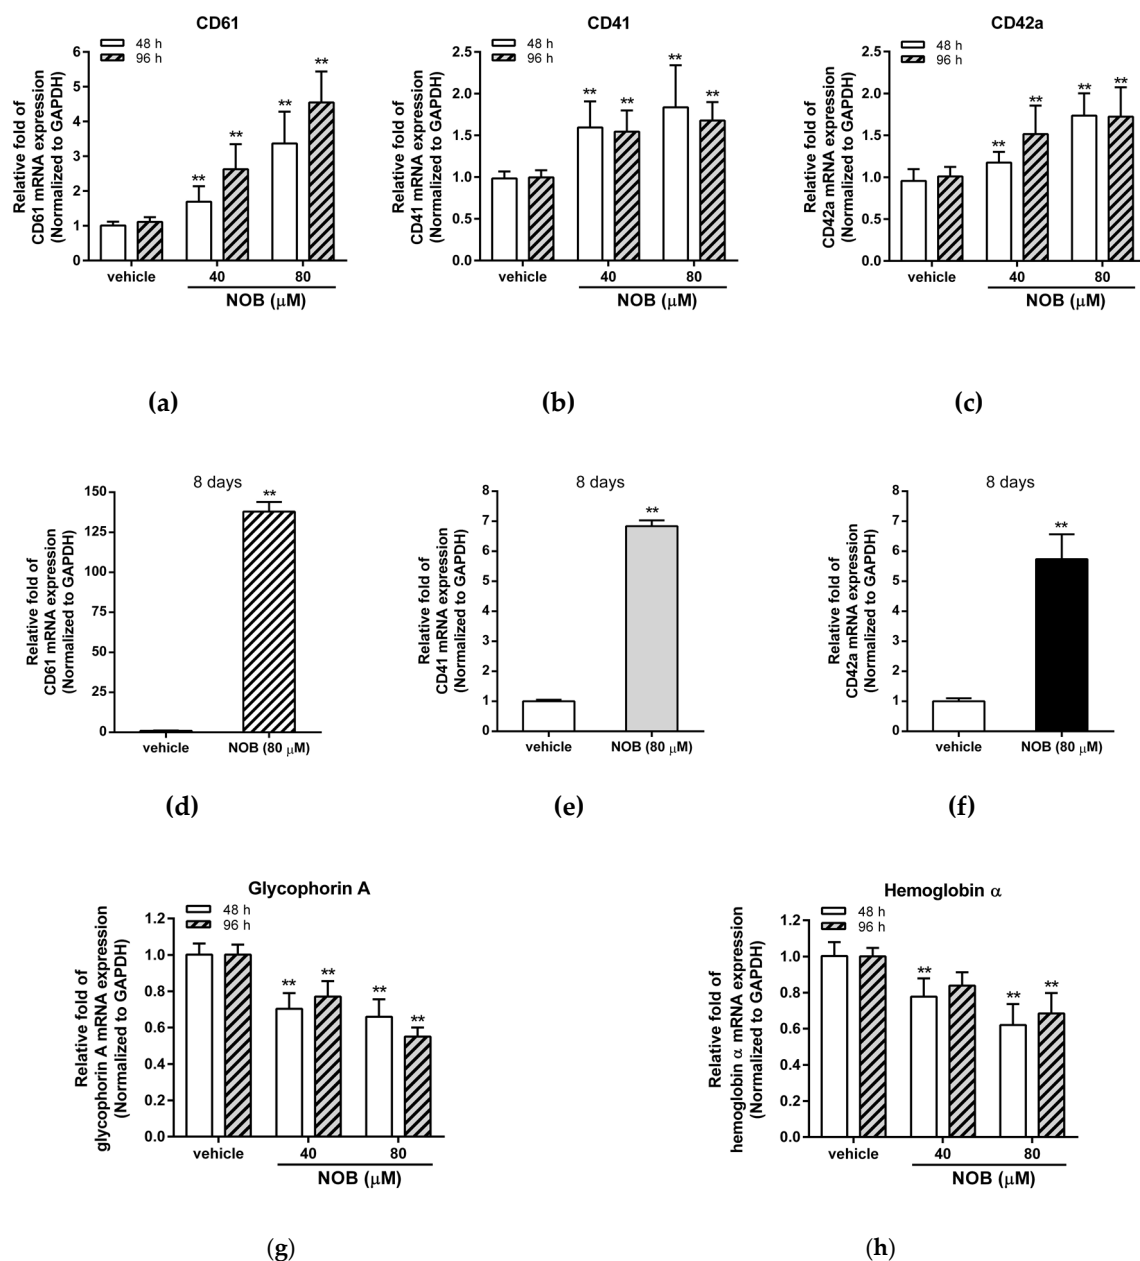 CD61
48 h
96 h
Relative fold of
CD61 mRNA expression
(Normalized to GAPDH)
6
5
4
3
2
1
0
vehicle
40
80
NOB (μM)
CD41
48 h
96 h
Relative fold of
CD41 mRNA expression
(Normalized to GAPDH)
2.5
2.0
1.5
1.0
0.5
0.0
**
**
**
**
vehicle
40
80
NOB (μM)
CD42a
48 h
96 h
Relative fold of
CD42a mRNA expression
(Normalized to GAPDH)
2.5
2.0
1.5
1.0
0.5
0.0
**
**
**
**
vehicle
40
80
NOB (μM)
**
**
**
**
(a)
(b)
(c)
8 days
Relative fold of
CD61 mRNA expression
(Normalized to GAPDH)
150
125
100
75
50
25
0
**
vehicle
NOB (80 μM)
8 days
Relative fold of
CD41 mRNA expression
(Normalized to GAPDH)
8
7
6
5
4
3
2
1
0
**
vehicle
NOB (80 μM)
8 days
Relative fold of
CD42a mRNA expression
(Normalized to GAPDH)
8
7
6
5
4
3
2
1
0
**
vehicle
NOB (80 μM)
(d)
(e)
(f)
Glycophorin A
48 h
96 h
Relative fold of
glycophorin A mRNA expression
(Normalized to GAPDH)
1.2
1.0
0.8
0.6
0.4
0.2
0.0
**
**
**
**
vehicle
40
80
NOB (μM)
Hemoglobin α
48 h
96 h
Relative fold of
hemoglobin α mRNA expression
(Normalized to GAPDH)
1.2
1.0
0.8
0.6
0.4
0.2
0.0
**
**
**
vehicle
40
80
NOB (μM)
(g)
(h)